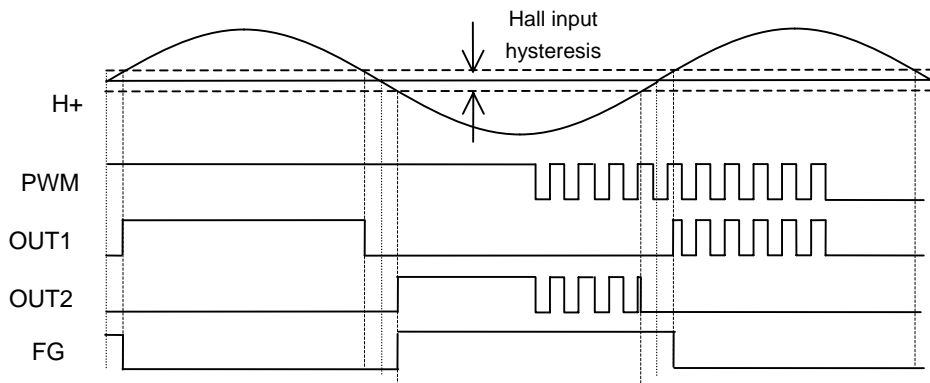 Hall input
hysteresis
H+
PWM
OUT1
OUT2
FG